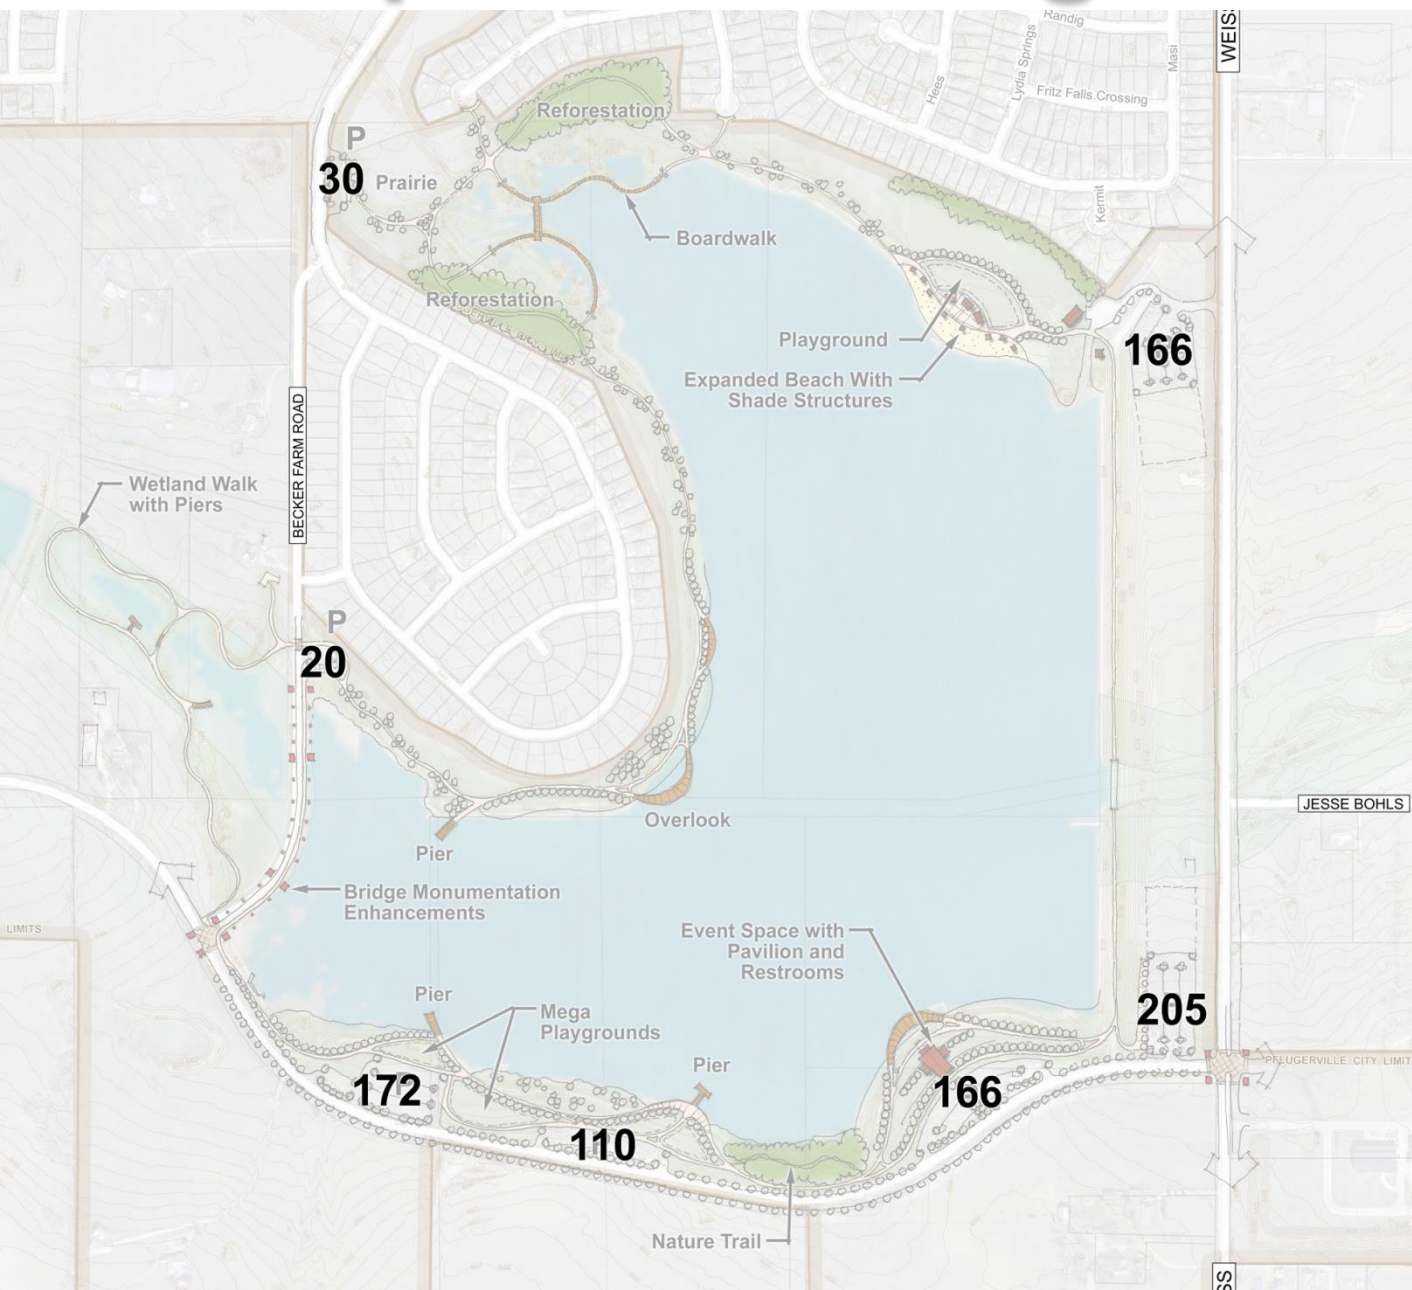 WEISS
Randig
Lydia Springs
Masi
Hees
Fritz Falls Crossing
Reforestation
P
30
Prairie
Kermit
Boardwalk
Reforestation
Playground
166
Expanded Beach With
Shade Structures
BECKER FARM ROAD
Wetland Walk
with Piers
P
20
JESSE BOHLS
Overlook
Pier
Bridge Monumentation
Enhancements
LIMITS
Event Space with
Pavilion and
Restrooms
Pier
Mega
Playgrounds
205
PFLUGERVILLE CITY LIMIT
Pier
172
166
110
Nature Trail
SS